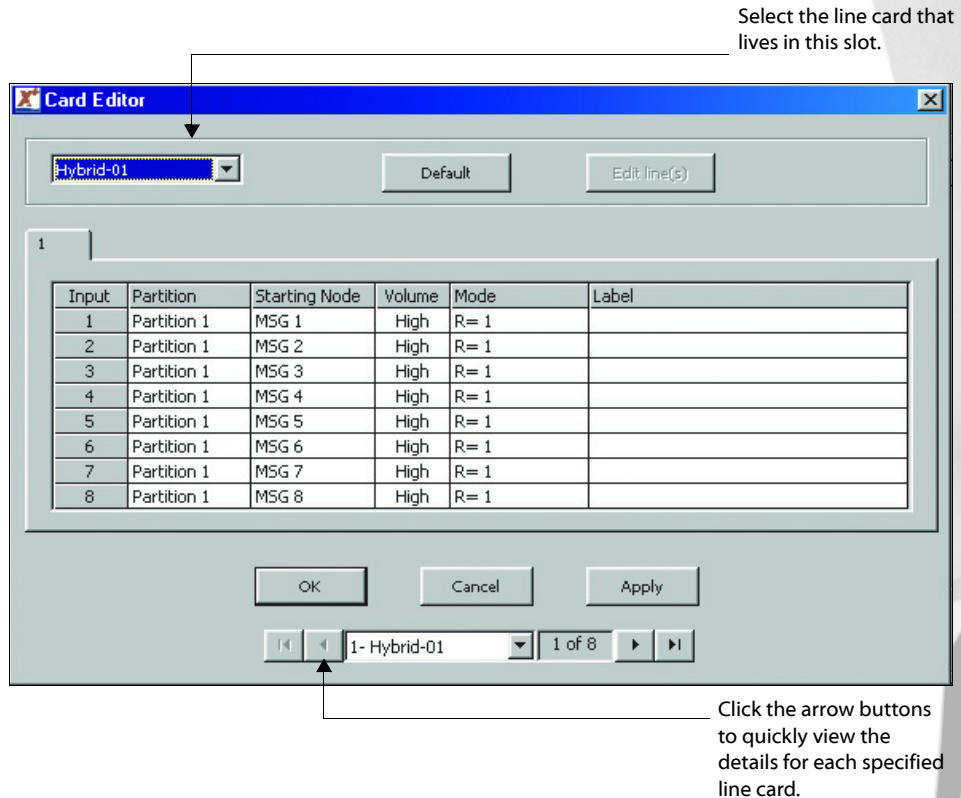 Select the line card that
lives in this slot.
Card Editor
Hybrid-01
Default
Edit line(s)
1
Input Partition Starting Node Volume Mode Label
1 Partition 1 MSG 1 High R= 1
2 Partition 1 MSG 2 High R= 1
3 Partition 1 MSG 3 High R= 1
4 Partition 1 MSG 4 High R= 1
5 Partition 1 MSG 5 High R= 1
6 Partition 1 MSG 6 High R= 1
7 Partition 1 MSG 7 High R= 1
8 Partition 1 MSG 8 High R= 1
OK Cancel Apply
1- Hybrid-01 1 of 8
Click the arrow buttons
to quickly view the
details for each specified
line card.